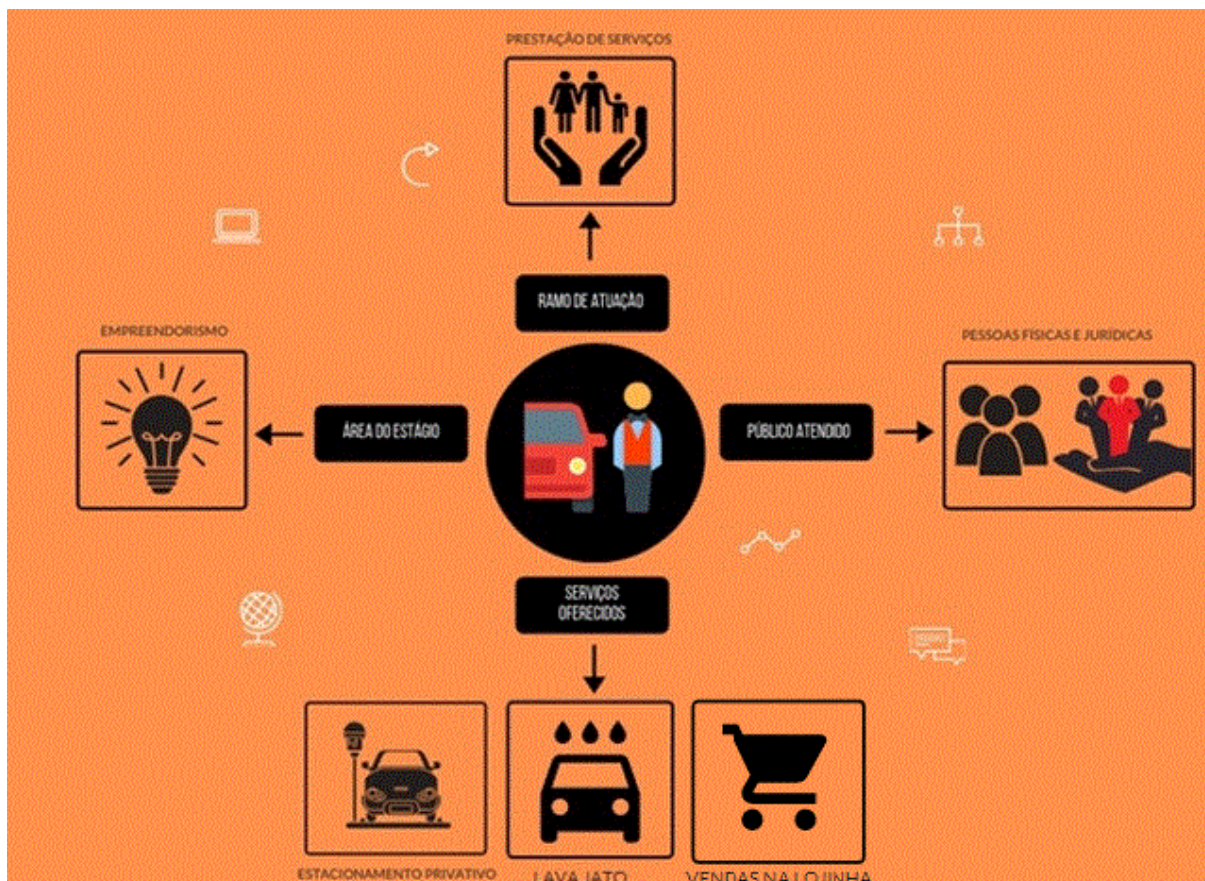 PRESTAÇÃO DE SERVIÇOS
RAMO DE ATUAÇÃO
EMPREENDORISMO
PESSOAS FÍSICAS E JURÍDICAS
ÁREA DO ESTÁGIO
PÚBLICO ATENDIDO
SERVIÇOS
OFERECIDOS
ESTACIONAMENTO PRIVATIVO
LAVA JATO
VENDAS NA LOJINHA